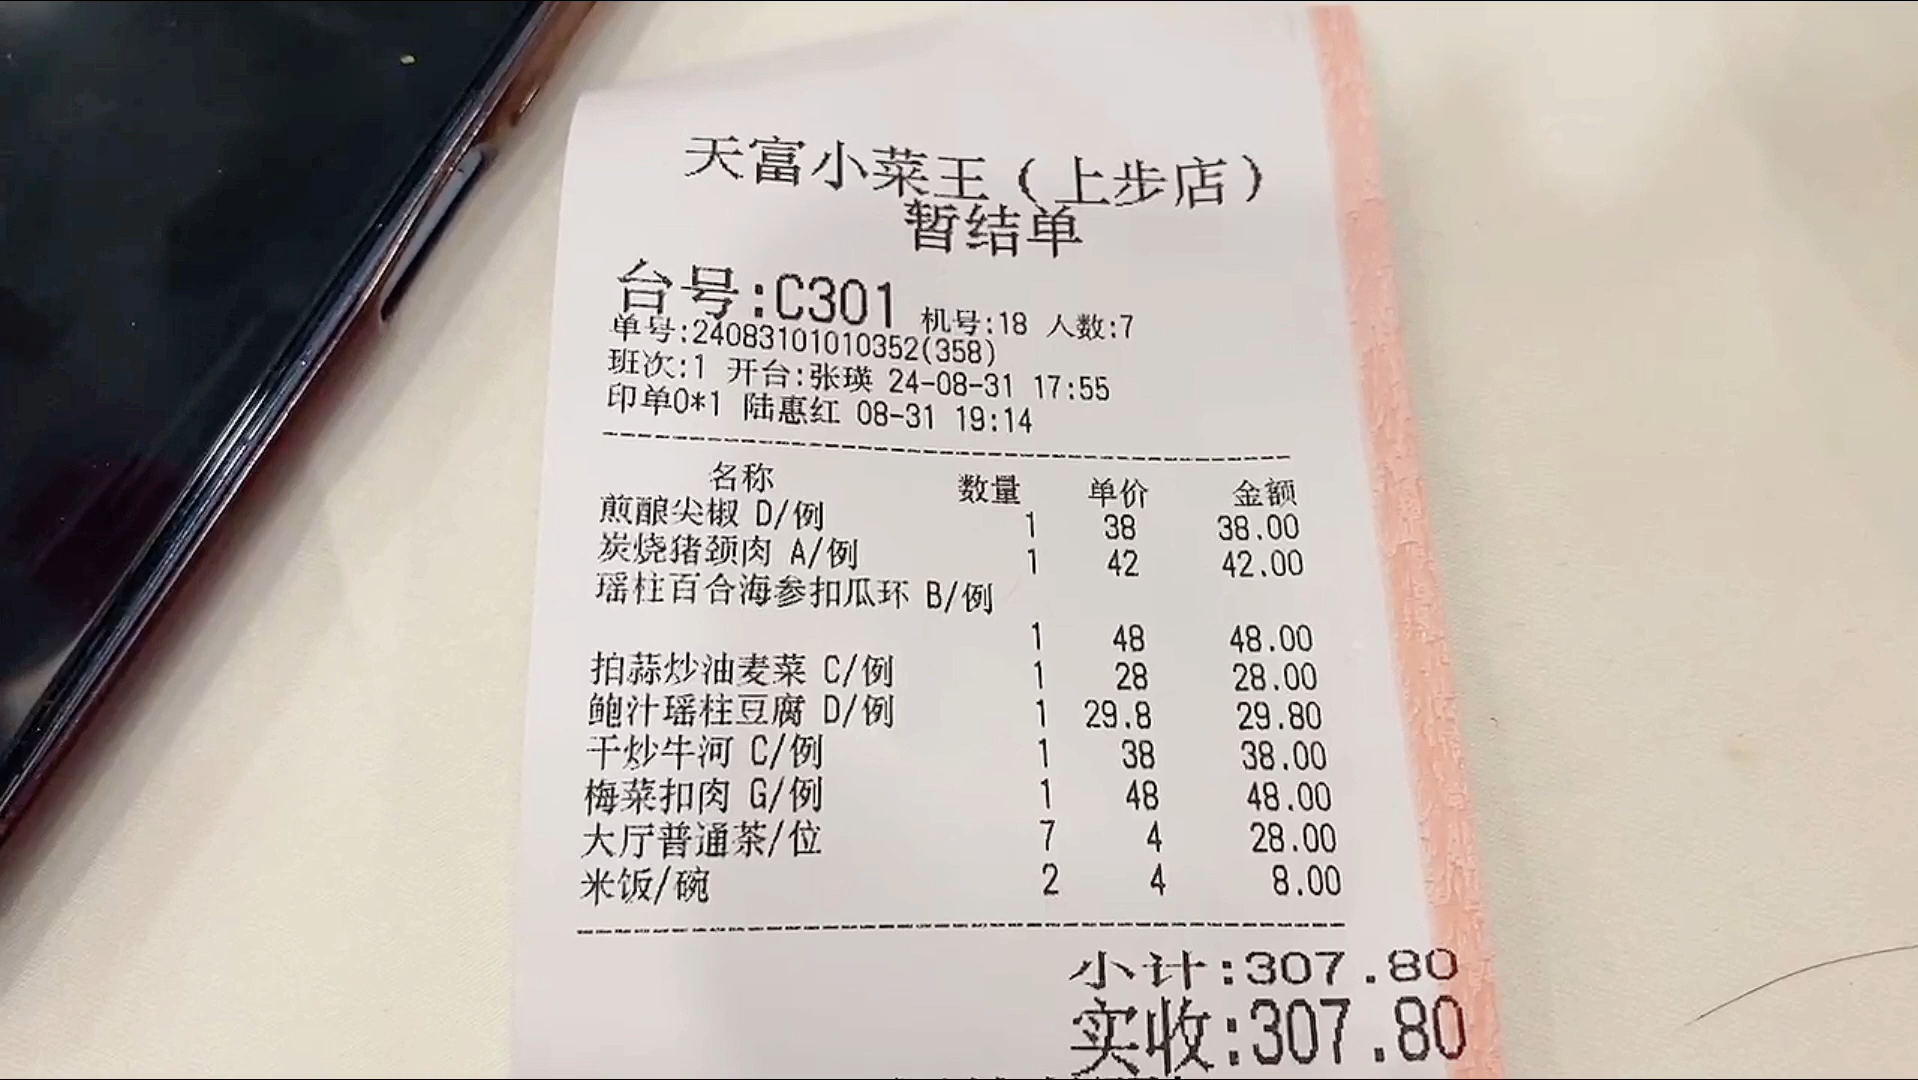 天富小菜王（上步店）
暂结单
台号:C301 机号:18 人数:7
单号:24083101010352(358)
班次:1 开台:张瑛 24-08-31 17:55
印单0*1 陆惠红 08-31 19:14
名称 数量 单价 金额
煎酿尖椒 D/例 1 38 38.00
炭烧猪颈肉 A/例 1 42 42.00
瑶柱百合海参扣瓜环 B/例
1 48 48.00
拍蒜炒油麦菜 C/例 1 28 28.00
鲍汁瑶柱豆腐 D/例 1 29.8 29.80
干炒牛河 C/例 1 38 38.00
梅菜扣肉 G/例 1 48 48.00
大厅普通茶/位 7 4 28.00
米饭/碗 2 4 8.00
小计:307.80
实收:307.80